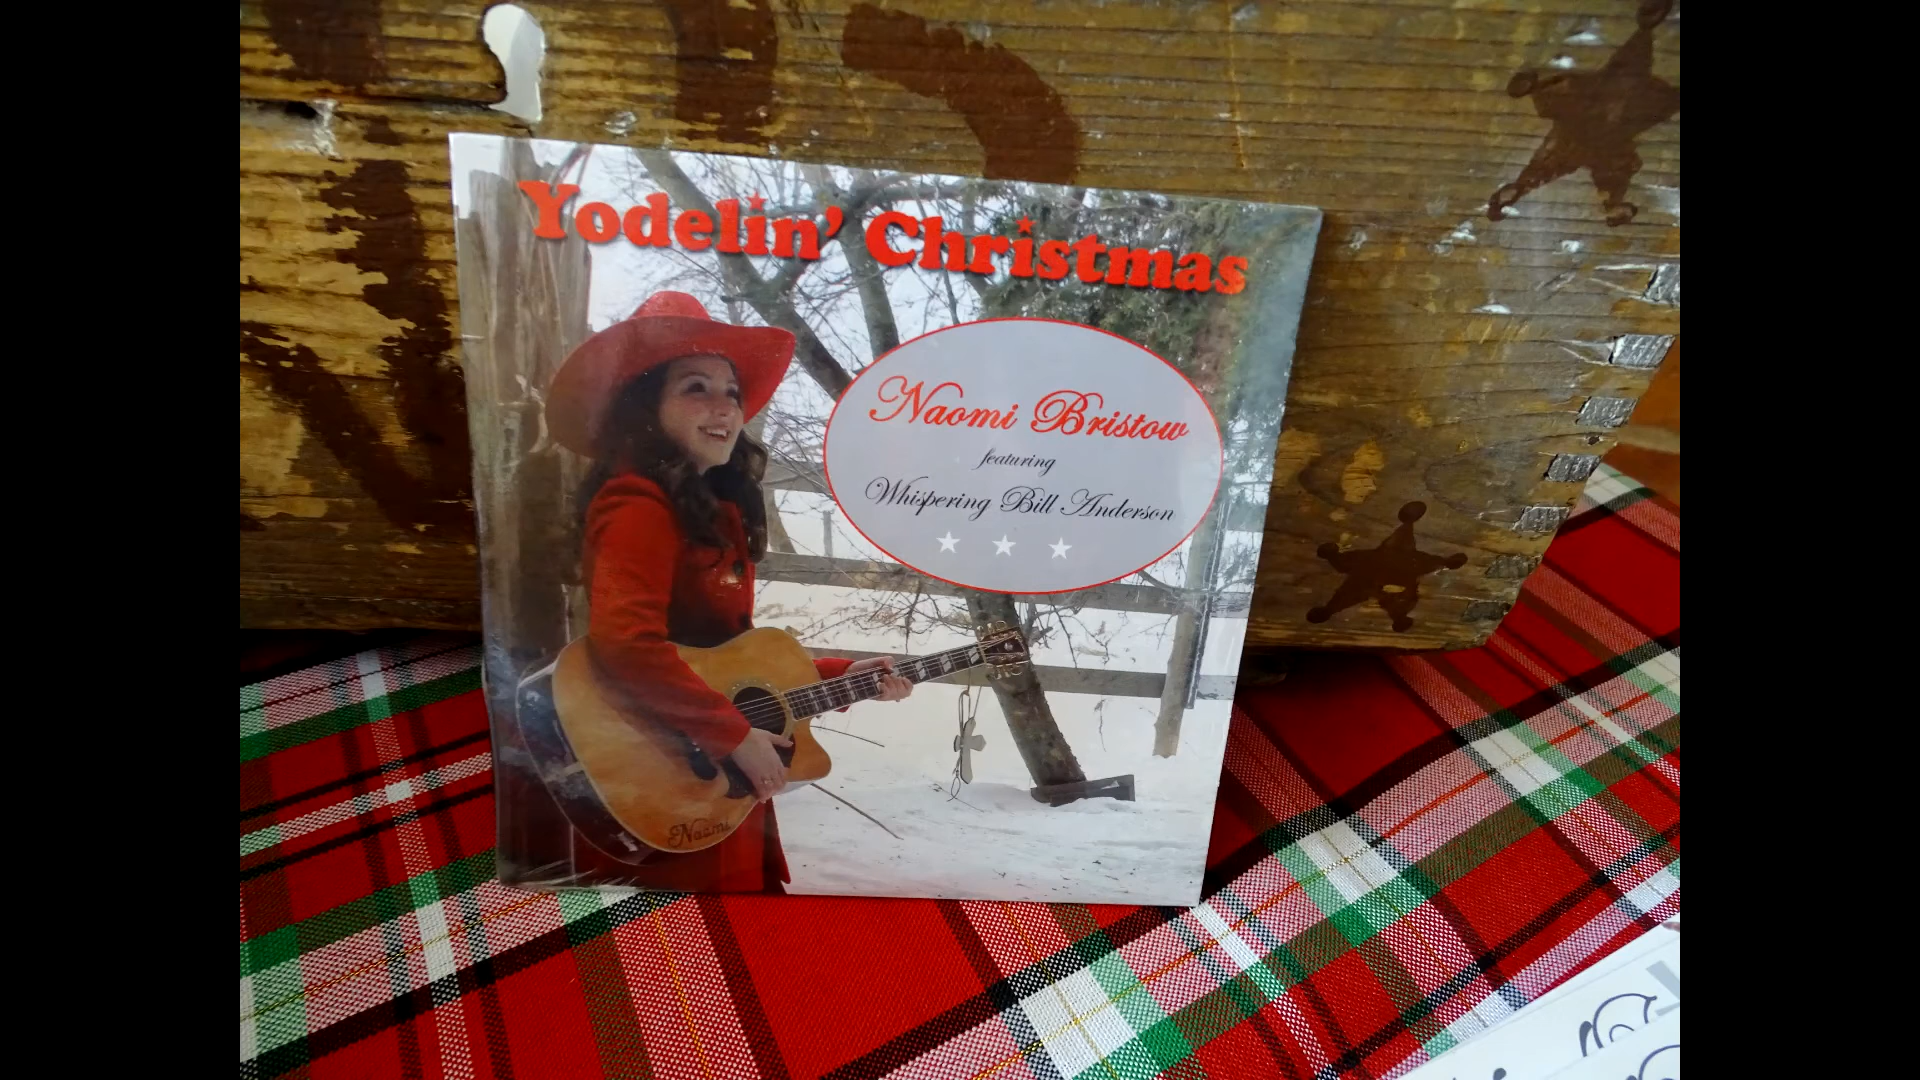 Yodelin' Christmas
Naomi Bristow
featuring
Whispering Bill Anderson
Naomi